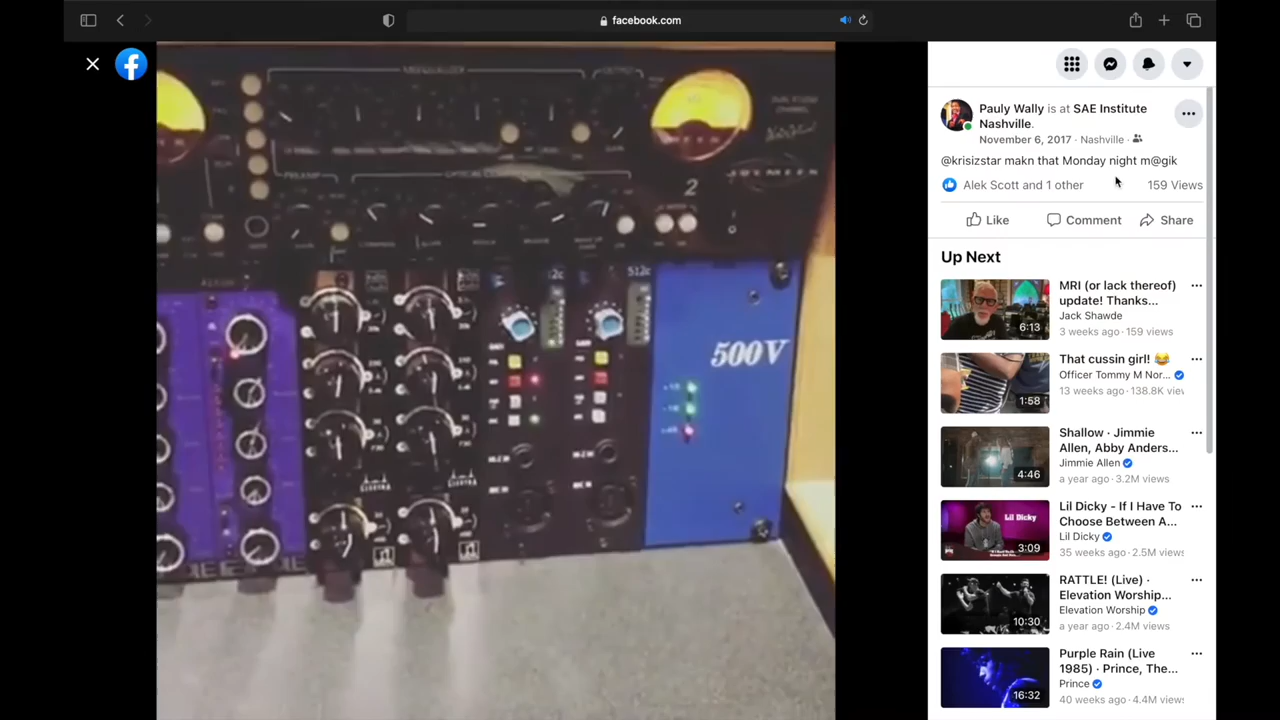 facebook.com
Pauly Wally is at SAE Institute
Nashville.
November 6, 2017 · Nashville ·
@krisizstar makn that Monday night m@gik
Alek Scott and 1 other
159 Views
Like
Comment
Share
Up Next
MRI (or lack thereof)
update! Thanks...
Jack Shawde
3 weeks ago · 159 views
6:13
That cussin girl! 😂
Officer Tommy M Nor...
13 weeks ago · 138.8K view
1:58
Shallow · Jimmie
Allen, Abby Anders...
Jimmie Allen
a year ago · 3.2M views
4:46
Lil Dicky - If I Have To
Choose Between A...
Lil Dicky
35 weeks ago · 2.5M views
Lil Dicky
3:09
RATTLE! (Live) ·
Elevation Worship...
Elevation Worship
a year ago · 2.4M views
10:30
Purple Rain (Live
1985) · Prince, The...
Prince
40 weeks ago · 4.4M views
16:32
2
512c
500V